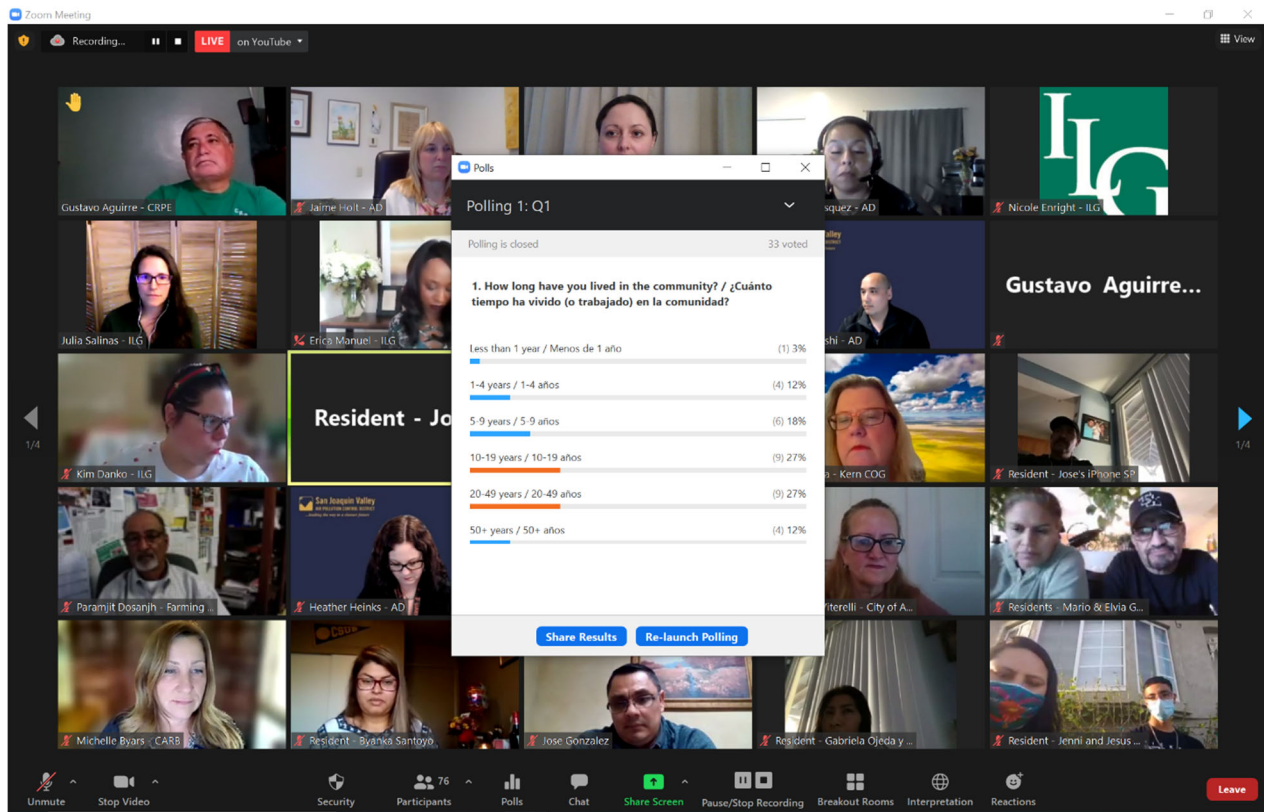 Zoom Meeting
Recording...
LIVE on YouTube
View
Gustavo Aguirre - CRPE
Jaime Holt - AD
squez - AD
ILG
Nicole Enright - ILG
Polls
Polling 1: Q1
Polling is closed
33 voted
1. How long have you lived in the community? / ¿Cuánto
tiempo ha vivido (o trabajado) en la comunidad?
Less than 1 year / Menos de 1 año
(1) 3%
1-4 years / 1-4 años
(4) 12%
5-9 years / 5-9 años
(6) 18%
10-19 years / 10-19 años
(9) 27%
20-49 years / 20-49 años
(9) 27%
50+ years / 50+ años
(4) 12%
Share Results
Re-launch Polling
Julia Salinas - ILG
Erica Manuel - ILG
alley
shi - AD
Gustavo Aguirre...
Kim Danko - ILG
Resident - Jo
a - Kern COG
Resident - Jose's iPhone SP
1/4
1/4
Paramjit Dosanjh - Farming ...
San Joaquin Valley
AIR POLLUTION CONTROL DISTRICT
Heather Heinks - AD
iterelli - City of A...
Residents - Mario & Elvia G...
Michelle Byars - CARB
CSUB
Resident - Byanka Santoyo
Jose Gonzalez
Resident - Gabriela Ojeda y ...
Resident - Jenni and Jesus ...
Unmute
Stop Video
Security
76
Participants
Polls
Chat
Share Screen
Pause/Stop Recording
Breakout Rooms
Interpretation
Reactions
Leave